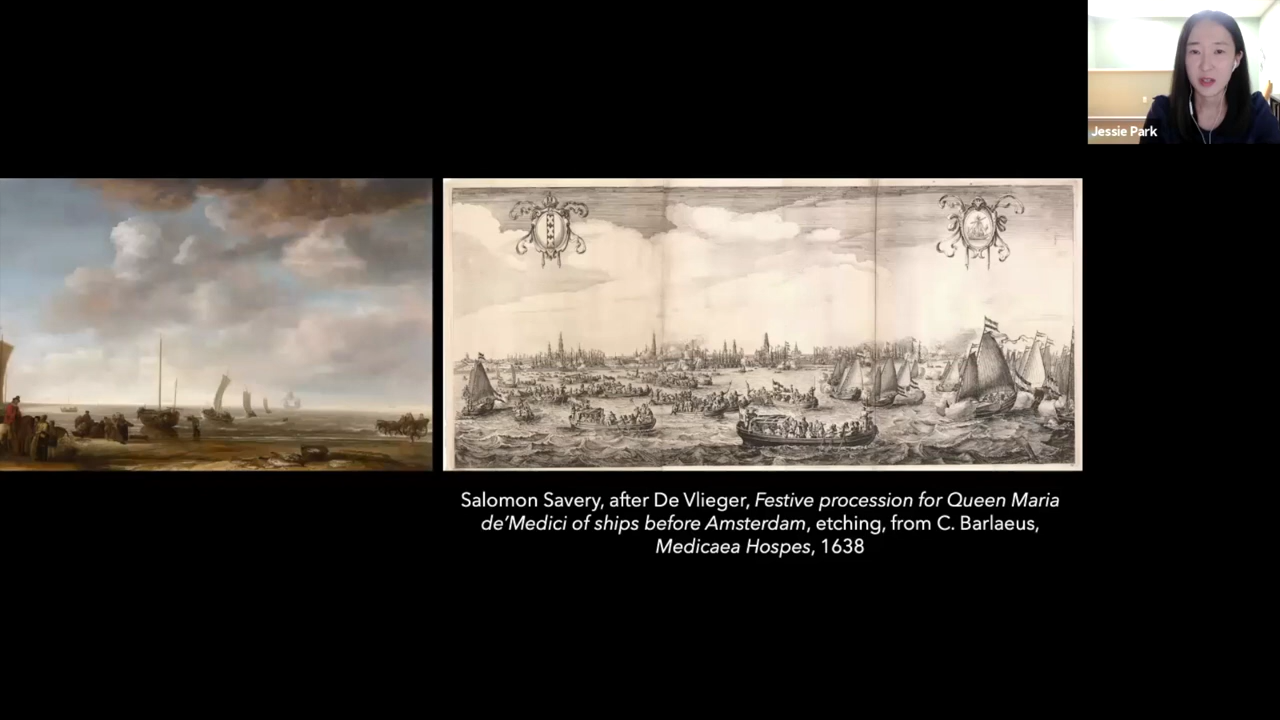 Jessie Park
Salomon Savery, after De Vlieger, Festive procession for Queen Maria
de’Medici of ships before Amsterdam, etching, from C. Barlaeus,
Medicaea Hospes, 1638